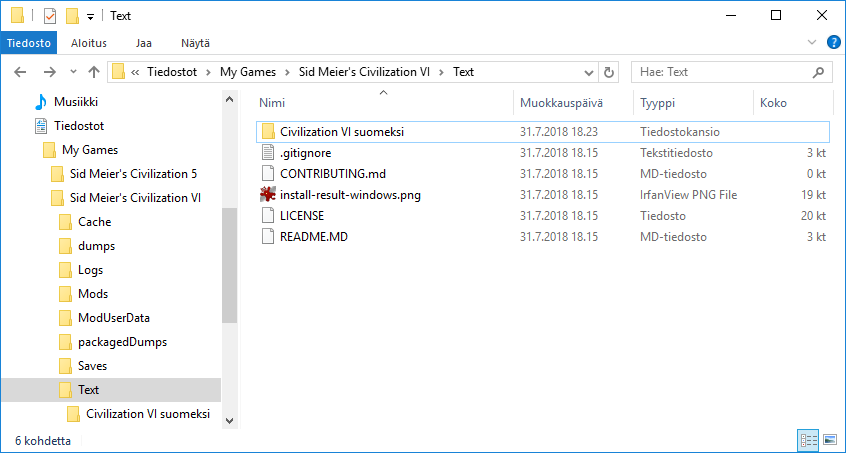 Text
Tiedosto Aloitus Jaa Näytä
« Tiedostot My Games Sid Meier's Civilization VI Text Hae: Text
Musiikki
Tiedostot
My Games
Sid Meier's Civilization 5
Sid Meier's Civilization VI
Cache
dumps
Logs
Mods
ModUserData
packagedDumps
Saves
Text
Civilization VI suomeksi
Nimi Muokkauspäivä Tyyppi Koko
Civilization VI suomeksi 31.7.2018 18.23 Tiedostokansio
.gitignore 31.7.2018 18.15 Tekstitiedosto 3 kt
CONTRIBUTING.md 31.7.2018 18.15 MD-tiedosto 0 kt
install-result-windows.png 31.7.2018 18.15 IrfanView PNG File 19 kt
LICENSE 31.7.2018 18.15 Tiedosto 20 kt
README.MD 31.7.2018 18.15 MD-tiedosto 3 kt
6 kohdetta